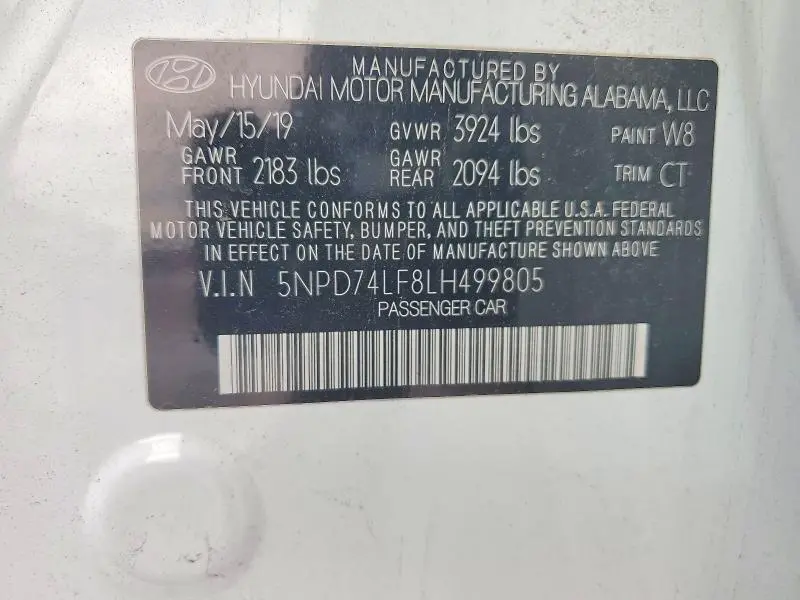 MANUFACTURED BY
HYUNDAI MOTOR MANUFACTURING ALABAMA, LLC
May/15/19 GVWR 3924 lbs PAINT W8
GAWR FRONT 2183 lbs GAWR REAR 2094 lbs TRIM CT
THIS VEHICLE CONFORMS TO ALL APPLICABLE U.S.A. FEDERAL
MOTOR VEHICLE SAFETY, BUMPER, AND THEFT PREVENTION STANDARDS
IN EFFECT ON THE DATE OF MANUFACTURE SHOWN ABOVE
V.I.N 5NPD74LF8LH499805
PASSENGER CAR